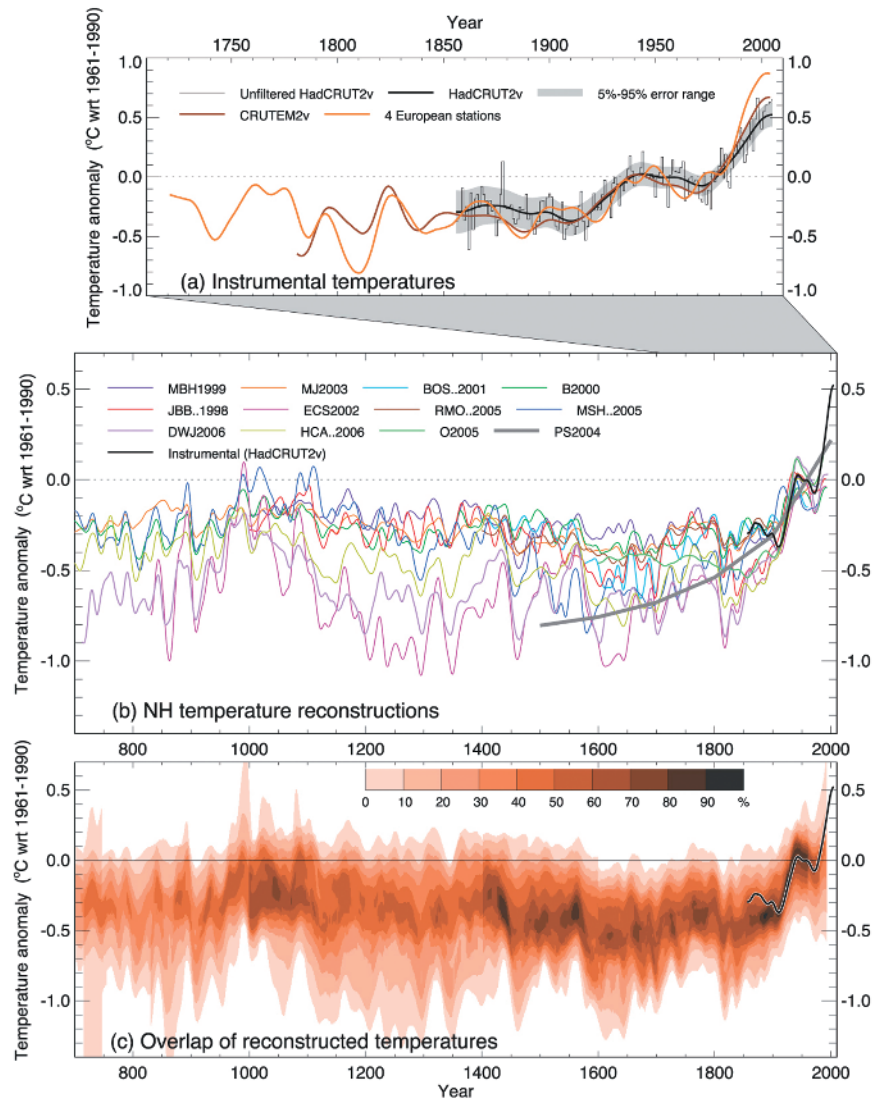 Year
1750 1800 1850 1900 1950 2000
1.0 1.0
Unfiltered HadCRUT2v HadCRUT2v 5%-95% error range
CRUTEM2v 4 European stations
0.5 0.5
0.0 0.0
-0.5 -0.5
-1.0 -1.0
Temperature anomaly (ºC wrt 1961-1990)
(a) Instrumental temperatures
MBH1999 MJ2003 BOS..2001 B2000
JBB..1998 ECS2002 RMO..2005 MSH..2005
DWJ2006 HCA..2006 O2005 PS2004
Instrumental (HadCRUT2v)
0.5 0.5
0.0 0.0
-0.5 -0.5
-1.0 -1.0
Temperature anomaly (ºC wrt 1961-1990)
(b) NH temperature reconstructions
800 1000 1200 1400 1600 1800 2000
0 10 20 30 40 50 60 70 80 90 %
0.5 0.5
0.0 0.0
-0.5 -0.5
-1.0 -1.0
Temperature anomaly (ºC wrt 1961-1990)
(c) Overlap of reconstructed temperatures
800 1000 1200 1400 1600 1800 2000
Year